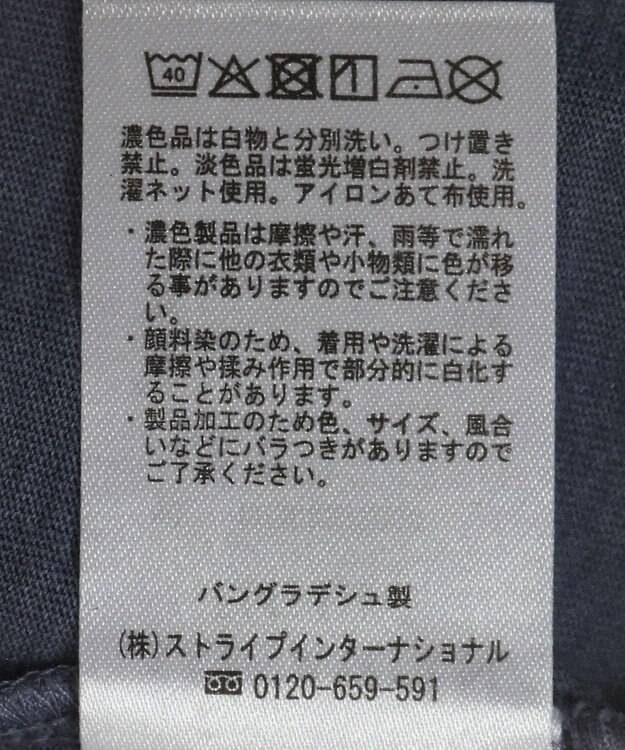 40
濃色品は白物と分別洗い。つけ置き
禁止。淡色品は蛍光増白剤禁止。洗
濯ネット使用。アイロンあて布使用。
・濃色製品は摩擦や汗、雨等で濡れ
た際に他の衣類や小物類に色が移
る事がありますのでご注意くださ
い。
・顔料染のため、着用や洗濯による
摩擦や揉み作用で部分的に白化す
ることがあります。
・製品加工のため色、サイズ、風合
いなどにバラつきがありますので
ご了承ください。
バングラデシュ製
(株)ストライプインターナショナル
0120-659-591